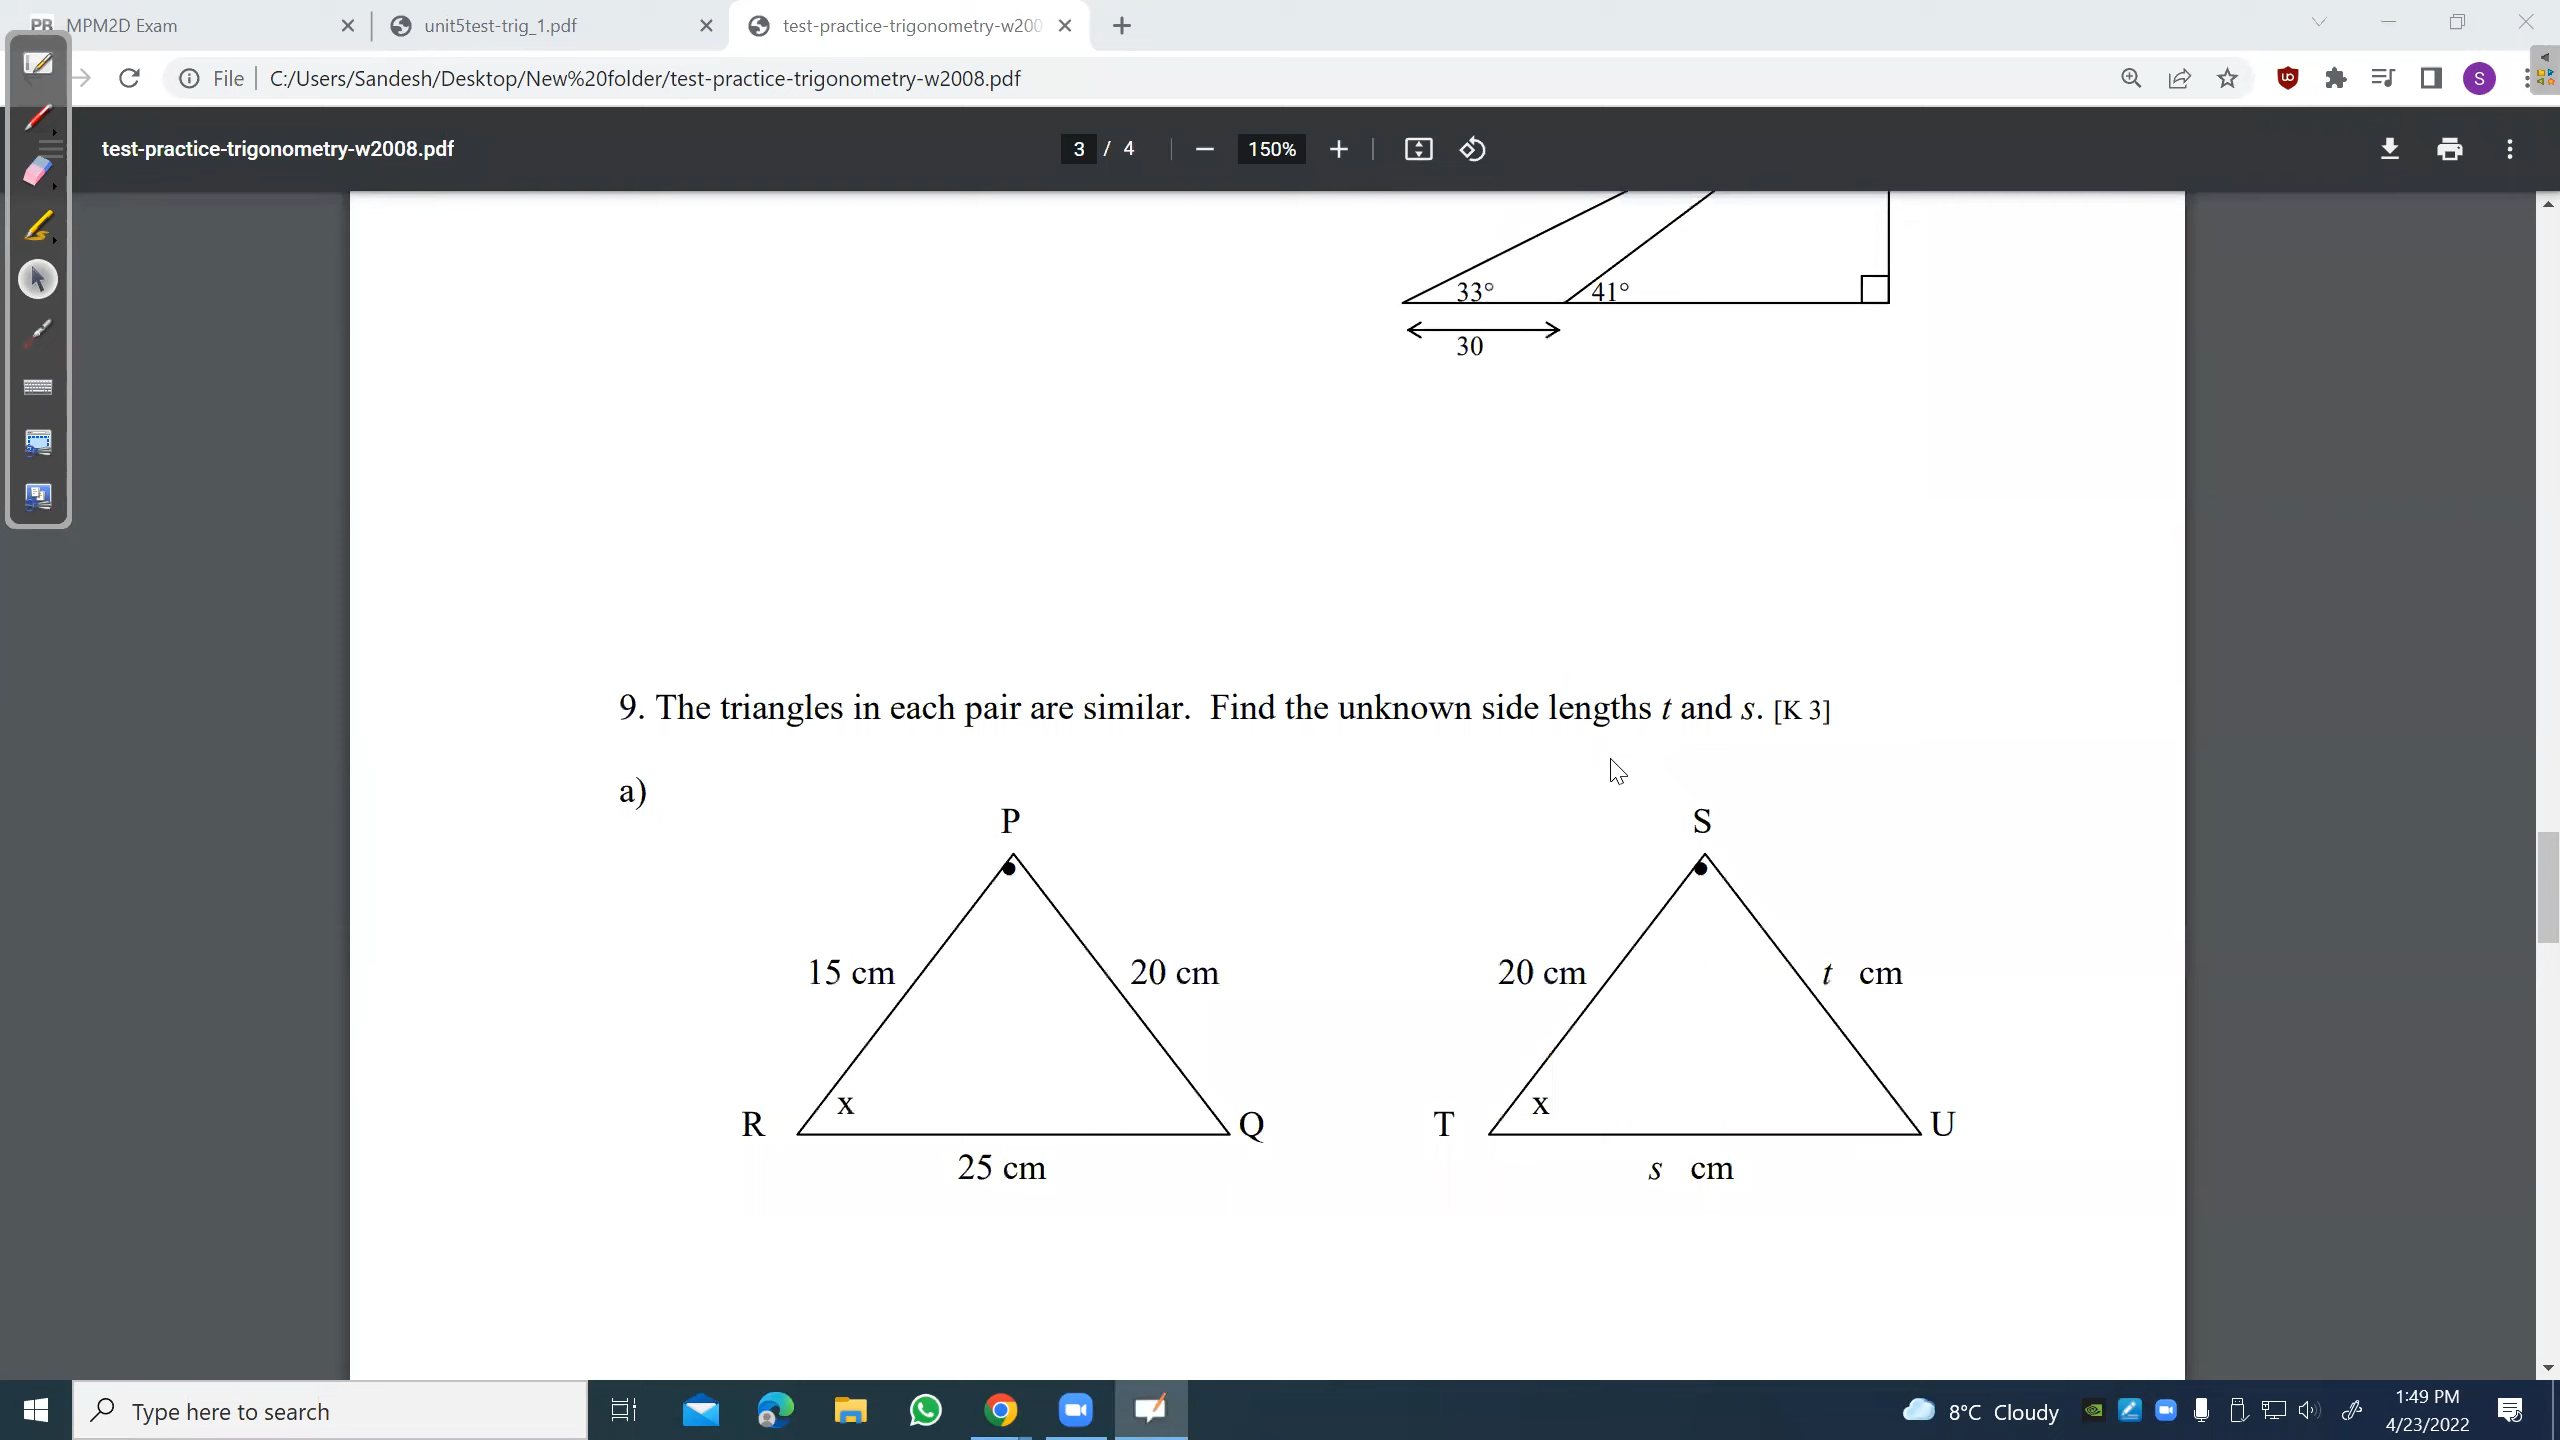 MPM2D Exam
unit5test-trig_1.pdf
test-practice-trigonometry-w200
File
C:/Users/Sandesh/Desktop/New%20folder/test-practice-trigonometry-w2008.pdf
S
test-practice-trigonometry-w2008.pdf
3 / 4
150%
33°
41°
30
9. The triangles in each pair are similar. Find the unknown side lengths t and s. [K 3]
a)
P
S
15 cm
20 cm
20 cm
t cm
x
x
R
Q
T
U
25 cm
s cm
Type here to search
8°C Cloudy
1:49 PM
4/23/2022